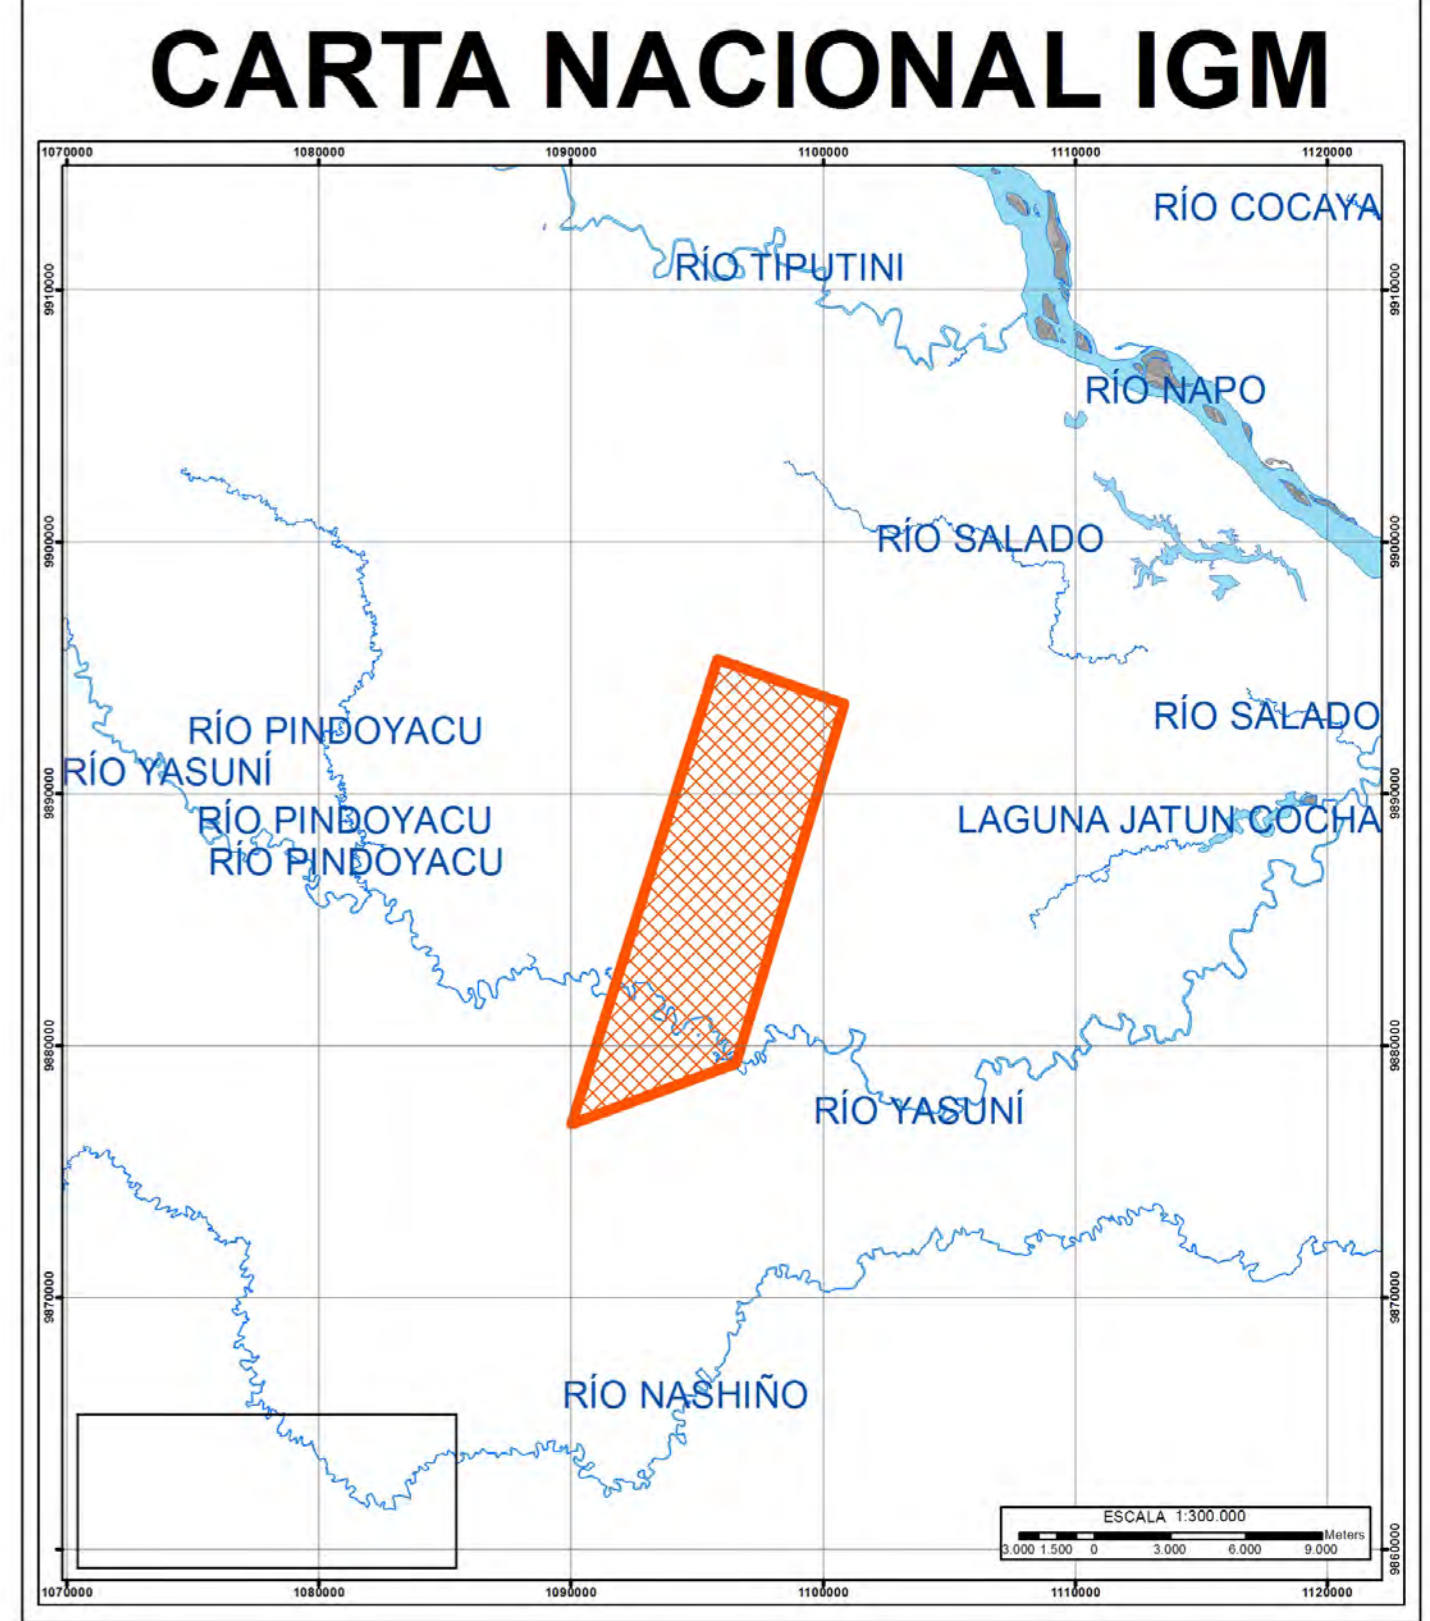 CARTA NACIONAL IGM
1070000 1080000 1090000 1100000 1110000 1120000
RÍO COCAYA
RÍO TIPUTINI
9910000 9910000
RÍO NAPO
RÍO SALADO
9900000 9900000
RÍO SALADO
RÍO PINDOYACU
RÍO YASUNÍ
9890000 9890000
RÍO PINDOYACU
LAGUNA JATUN COCHA
RÍO PINDOYACU
9880000 9880000
RÍO YASUNÍ
9870000 9870000
RÍO NASHIÑO
ESCALA 1:300.000
Meters
3.000 1.500 0 3.000 6.000 9.000
9860000
1070000 1080000 1090000 1100000 1110000 1120000